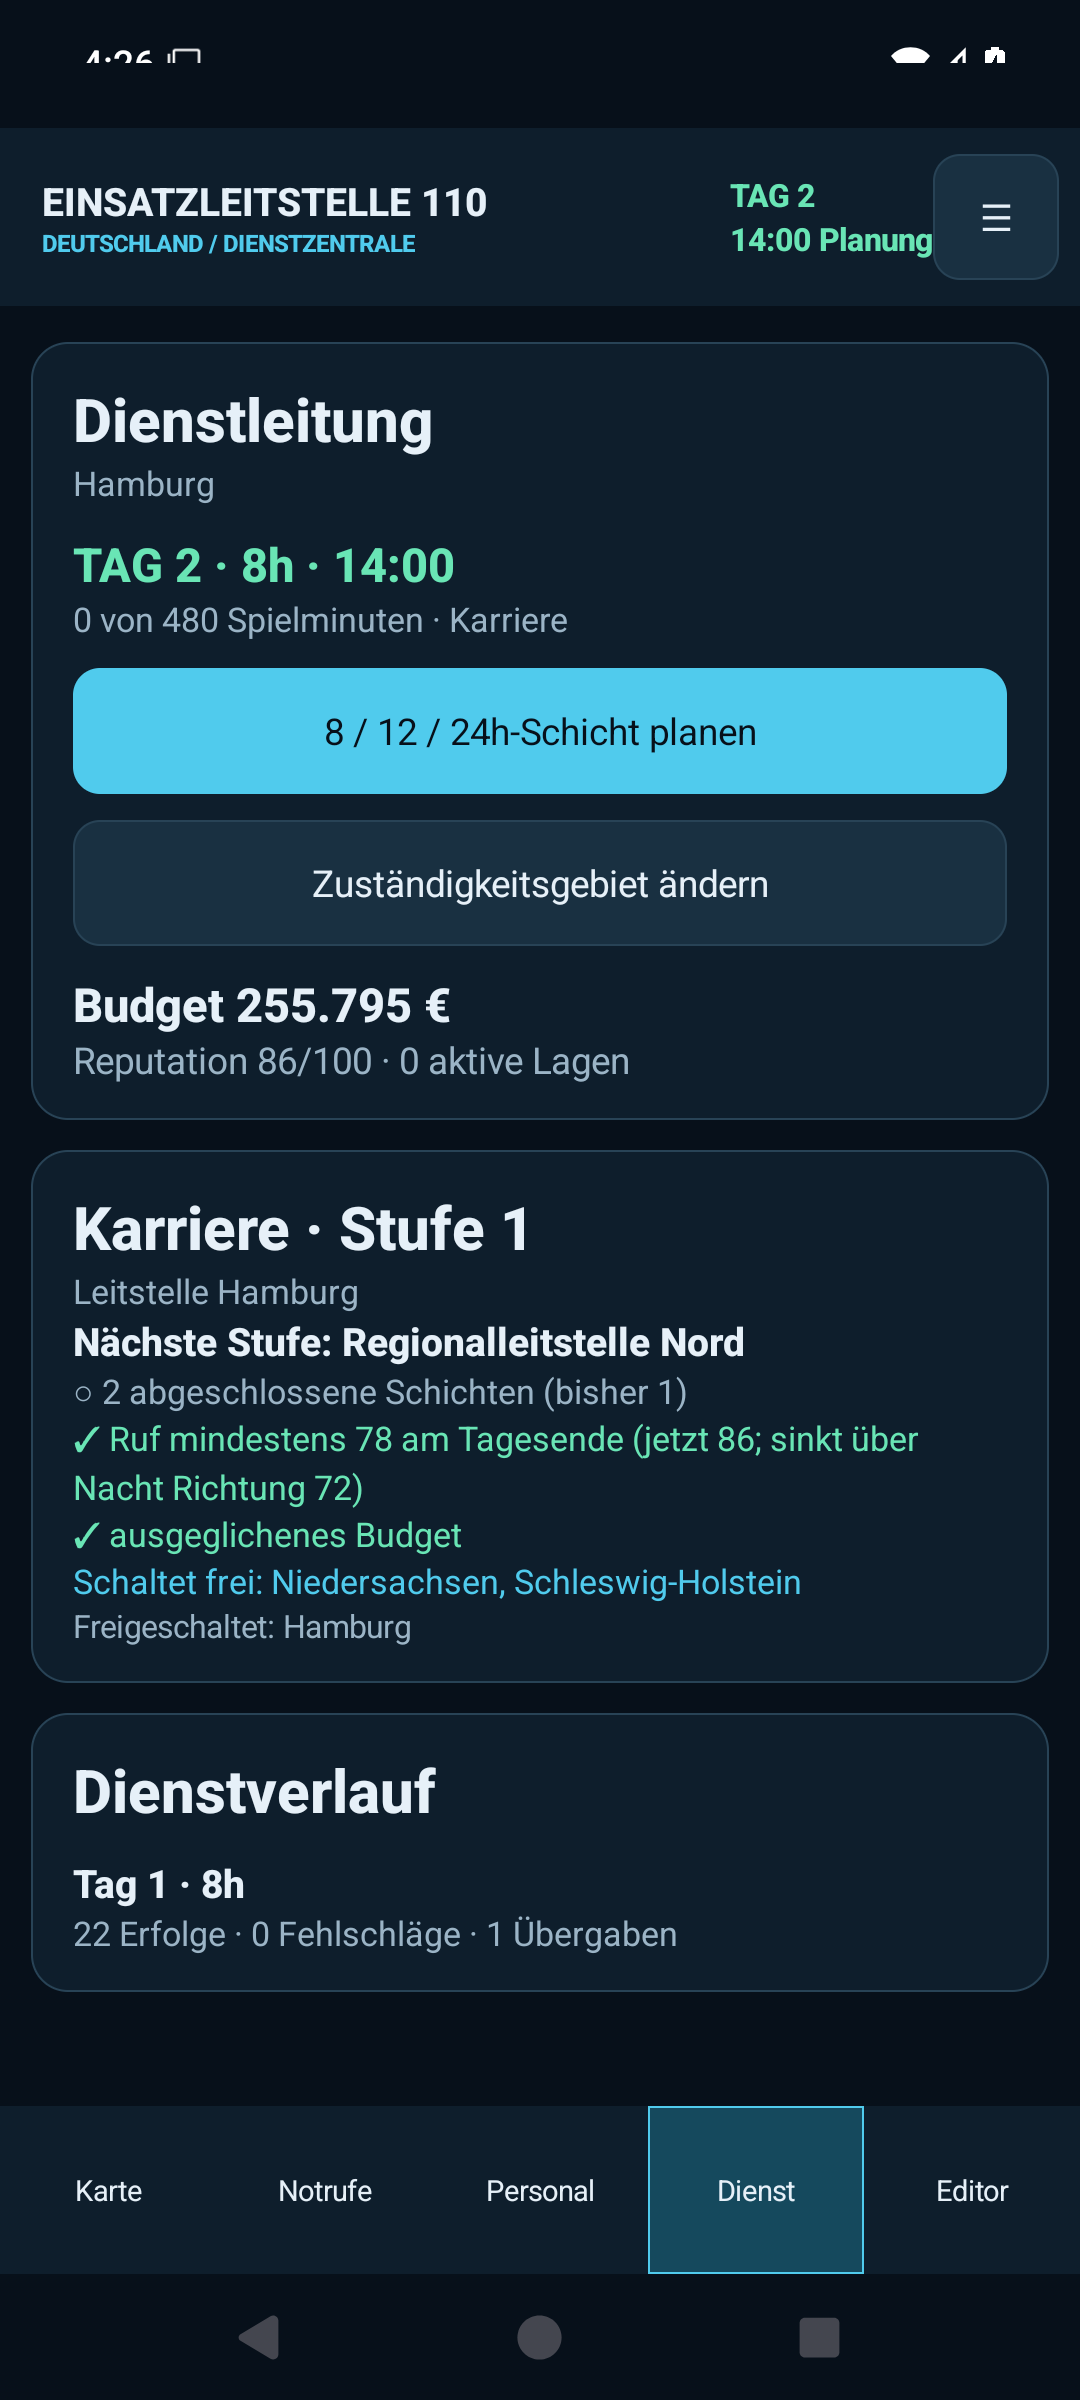 4:26
EINSATZLEITSTELLE 110
DEUTSCHLAND / DIENSTZENTRALE
TAG 2
14:00 Planung
Dienstleitung
Hamburg
TAG 2 · 8h · 14:00
0 von 480 Spielminuten · Karriere
8 / 12 / 24h-Schicht planen
Zuständigkeitsgebiet ändern
Budget 255.795 €
Reputation 86/100 · 0 aktive Lagen
Karriere · Stufe 1
Leitstelle Hamburg
Nächste Stufe: Regionalleitstelle Nord
○ 2 abgeschlossene Schichten (bisher 1)
✓ Ruf mindestens 78 am Tagesende (jetzt 86; sinkt über
Nacht Richtung 72)
✓ ausgeglichenes Budget
Schaltet frei: Niedersachsen, Schleswig-Holstein
Freigeschaltet: Hamburg
Dienstverlauf
Tag 1 · 8h
22 Erfolge · 0 Fehlschläge · 1 Übergaben
Karte
Notrufe
Personal
Dienst
Editor